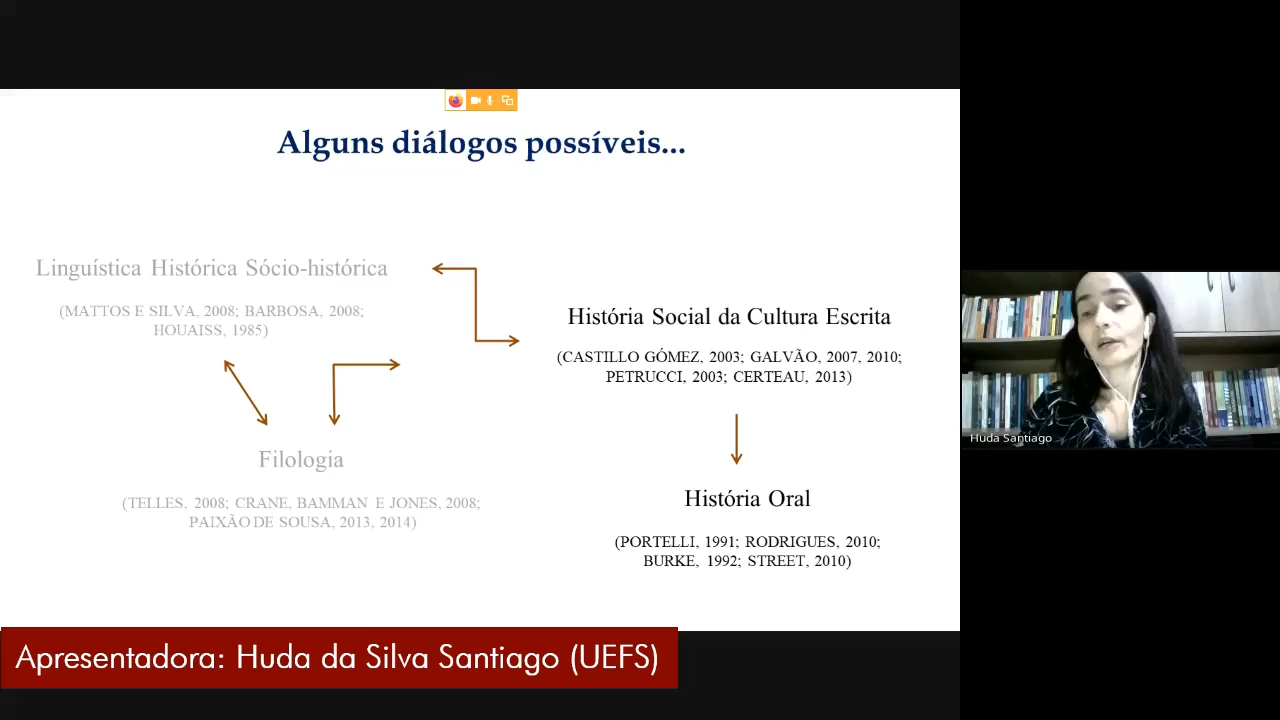 Alguns diálogos possíveis...
Linguística Histórica Sócio-histórica
(MATTOS E SILVA, 2008; BARBOSA, 2008;
HOUAISS, 1985)
História Social da Cultura Escrita
(CASTILLO GÓMEZ, 2003; GALVÃO, 2007, 2010;
PETRUCCI, 2003; CERTEAU, 2013)
Filologia
(TELLES, 2008; CRANE, BAMMAN E JONES, 2008;
PAIXÃO DE SOUSA, 2013, 2014)
História Oral
(PORTELLI, 1991; RODRIGUES, 2010;
BURKE, 1992; STREET, 2010)
Huda Santiago
Apresentadora: Huda da Silva Santiago (UEFS)